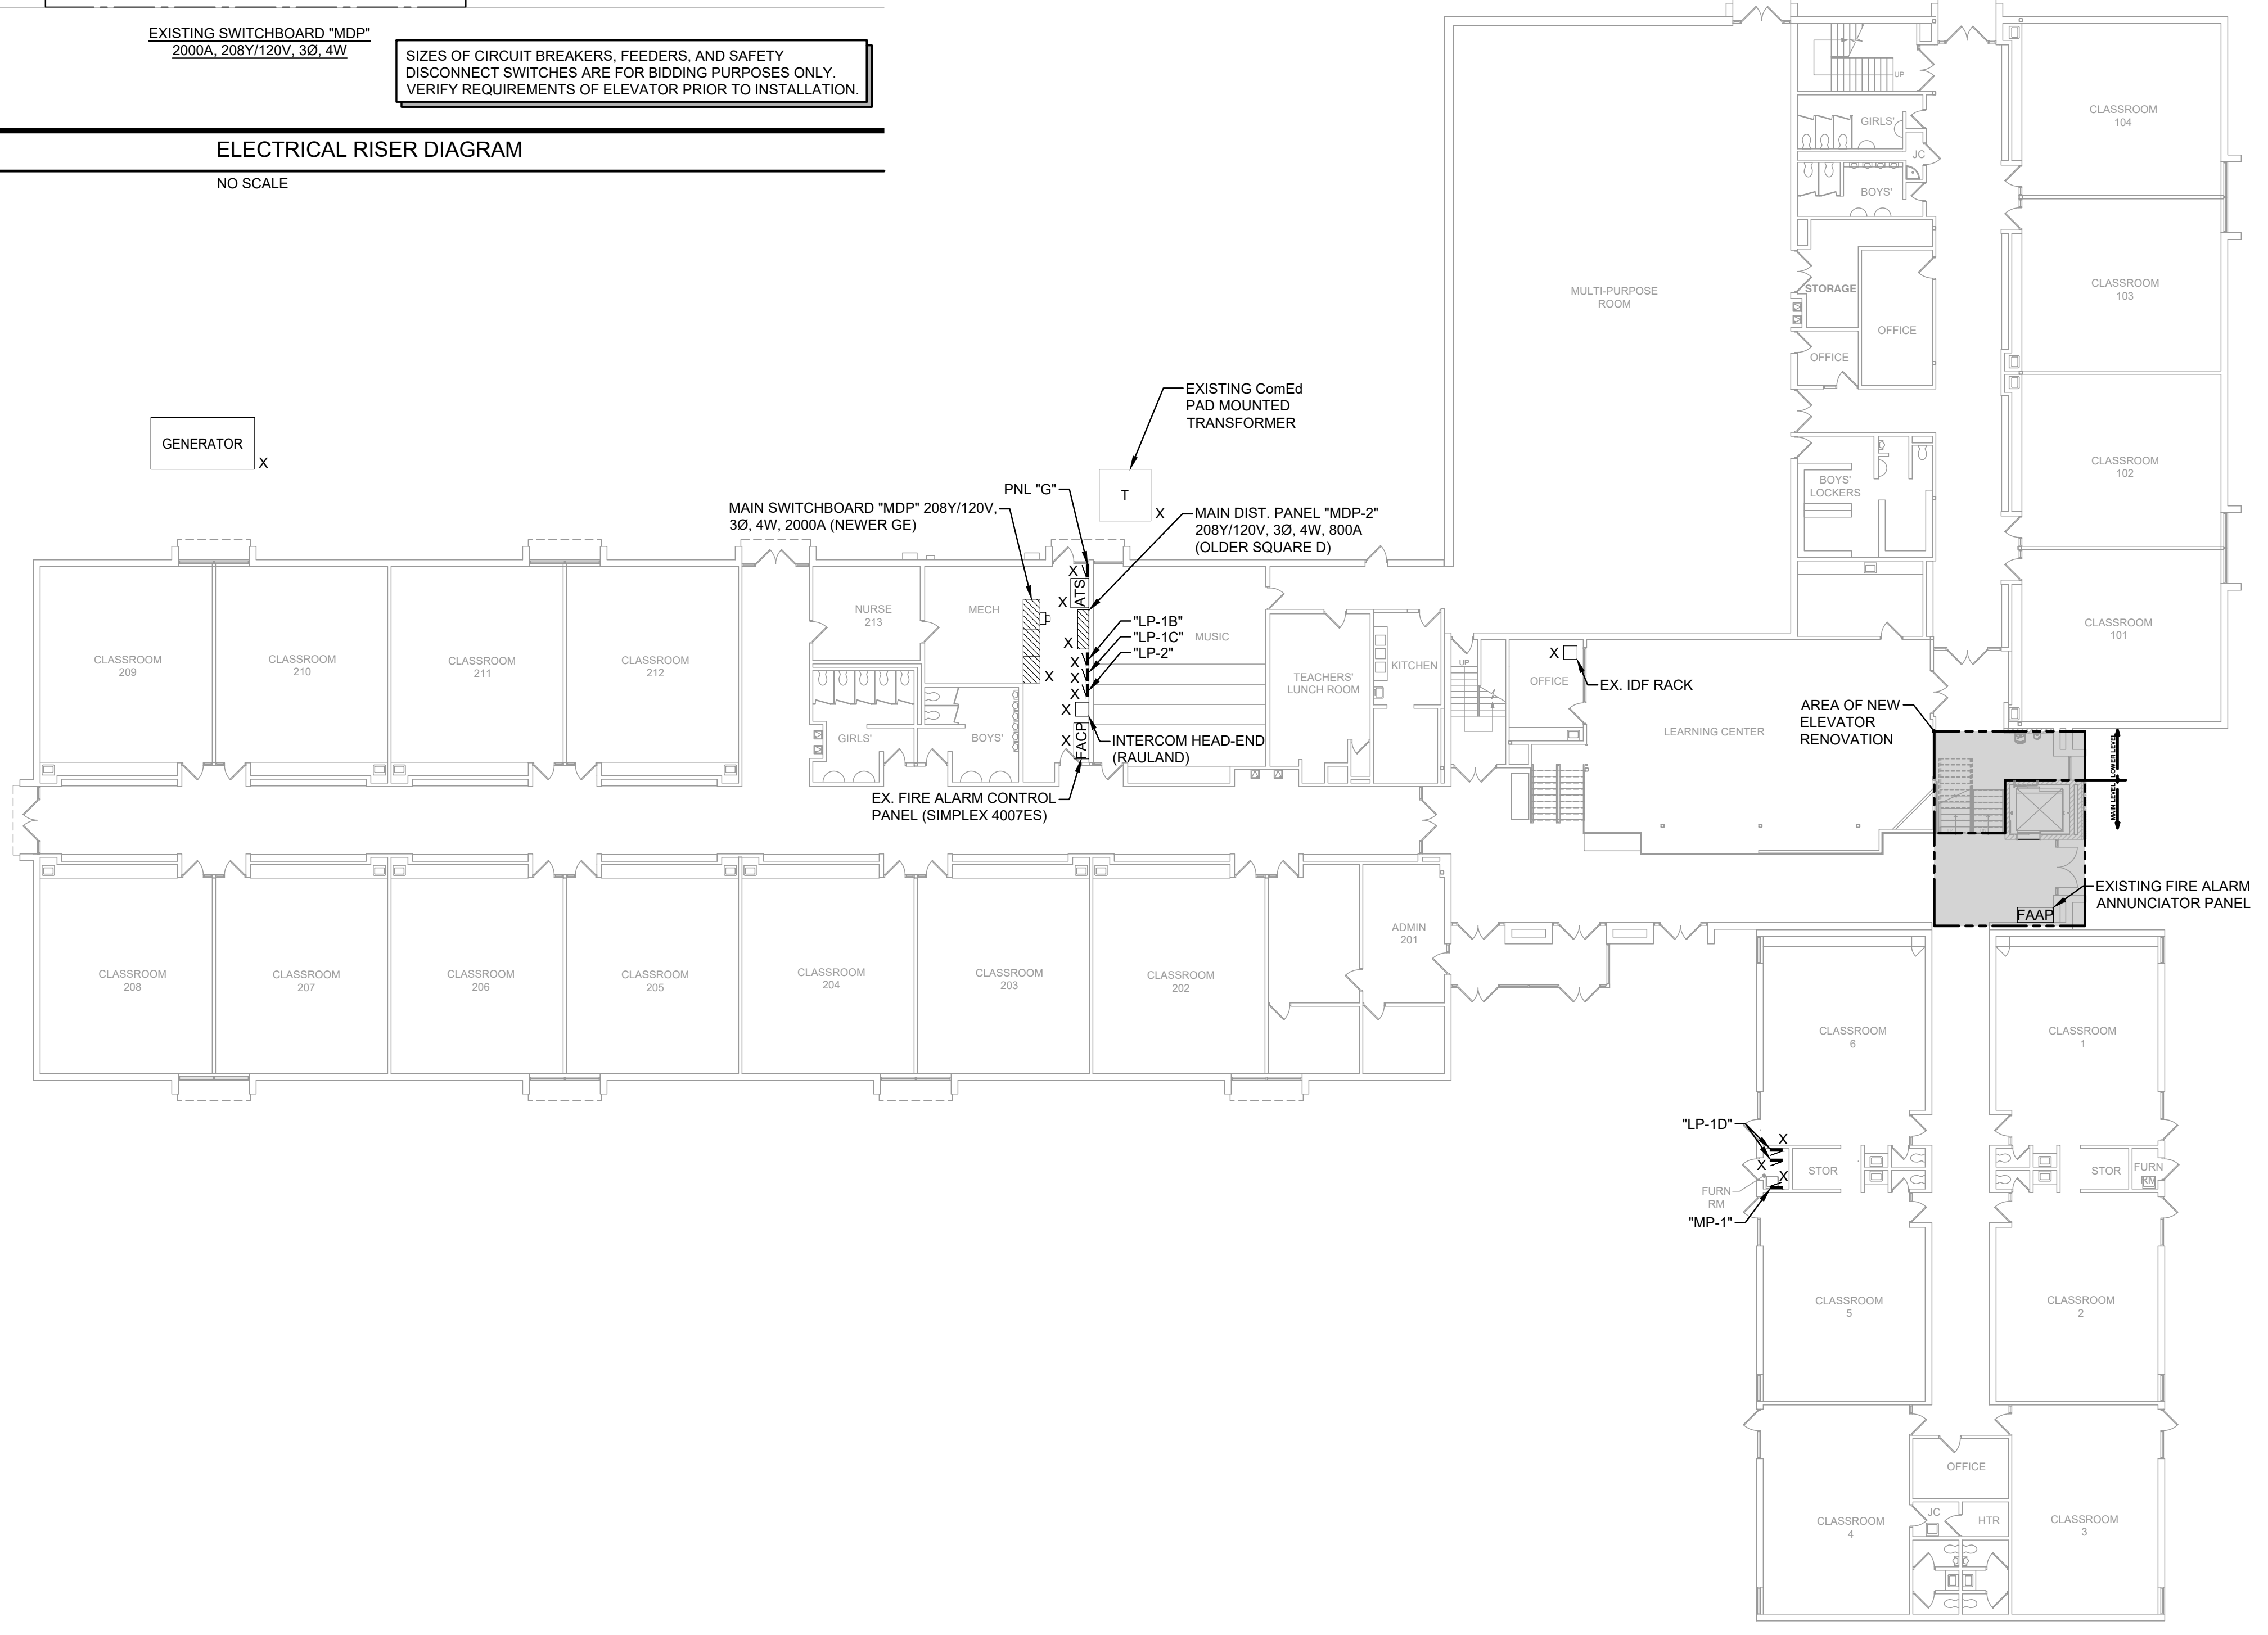 EXISTING SWITCHBOARD "MDP"
2000A, 208Y/120V, 3Ø, 4W
SIZES OF CIRCUIT BREAKERS, FEEDERS, AND SAFETY
DISCONNECT SWITCHES ARE FOR BIDDING PURPOSES ONLY.
VERIFY REQUIREMENTS OF ELEVATOR PRIOR TO INSTALLATION.
ELECTRICAL RISER DIAGRAM
NO SCALE
UP
GIRLS'
JC
BOYS'
CLASSROOM
104
MULTI-PURPOSE
ROOM
STORAGE
OFFICE
OFFICE
CLASSROOM
103
CLASSROOM
102
BOYS'
LOCKERS
CLASSROOM
101
GENERATOR
X
EXISTING ComEd
PAD MOUNTED
TRANSFORMER
T
X
PNL "G"
MAIN SWITCHBOARD "MDP" 208Y/120V,
3Ø, 4W, 2000A (NEWER GE)
MAIN DIST. PANEL "MDP-2"
208Y/120V, 3Ø, 4W, 800A
(OLDER SQUARE D)
X
ATS
X
X
X
X
X
X
X
X
FACP
"LP-1B"
"LP-1C"
"LP-2"
CLASSROOM
209
CLASSROOM
210
CLASSROOM
211
CLASSROOM
212
NURSE
213
MECH
MUSIC
GIRLS'
BOYS'
INTERCOM HEAD-END
(RAULAND)
EX. FIRE ALARM CONTROL
PANEL (SIMPLEX 4007ES)
TEACHERS'
LUNCH ROOM
KITCHEN
UP
OFFICE
X
EX. IDF RACK
LEARNING CENTER
AREA OF NEW
ELEVATOR
RENOVATION
LOWER LEVEL
MAIN LEVEL
EXISTING FIRE ALARM
ANNUNCIATOR PANEL
FAAP
CLASSROOM
208
CLASSROOM
207
CLASSROOM
206
CLASSROOM
205
CLASSROOM
204
CLASSROOM
203
CLASSROOM
202
ADMIN
201
CLASSROOM
6
CLASSROOM
1
"LP-1D"
X
X
X
STOR
STOR
FURN
RM
FURN
RM
"MP-1"
CLASSROOM
5
CLASSROOM
2
OFFICE
JC
HTR
CLASSROOM
4
CLASSROOM
3